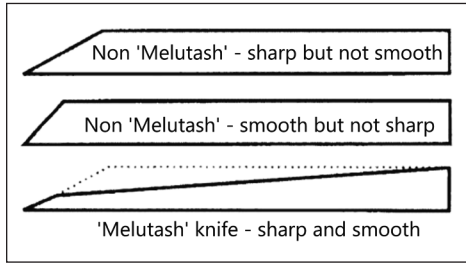 Non 'Melutash' - sharp but not smooth
Non 'Melutash' - smooth but not sharp
'Melutash' knife - sharp and smooth